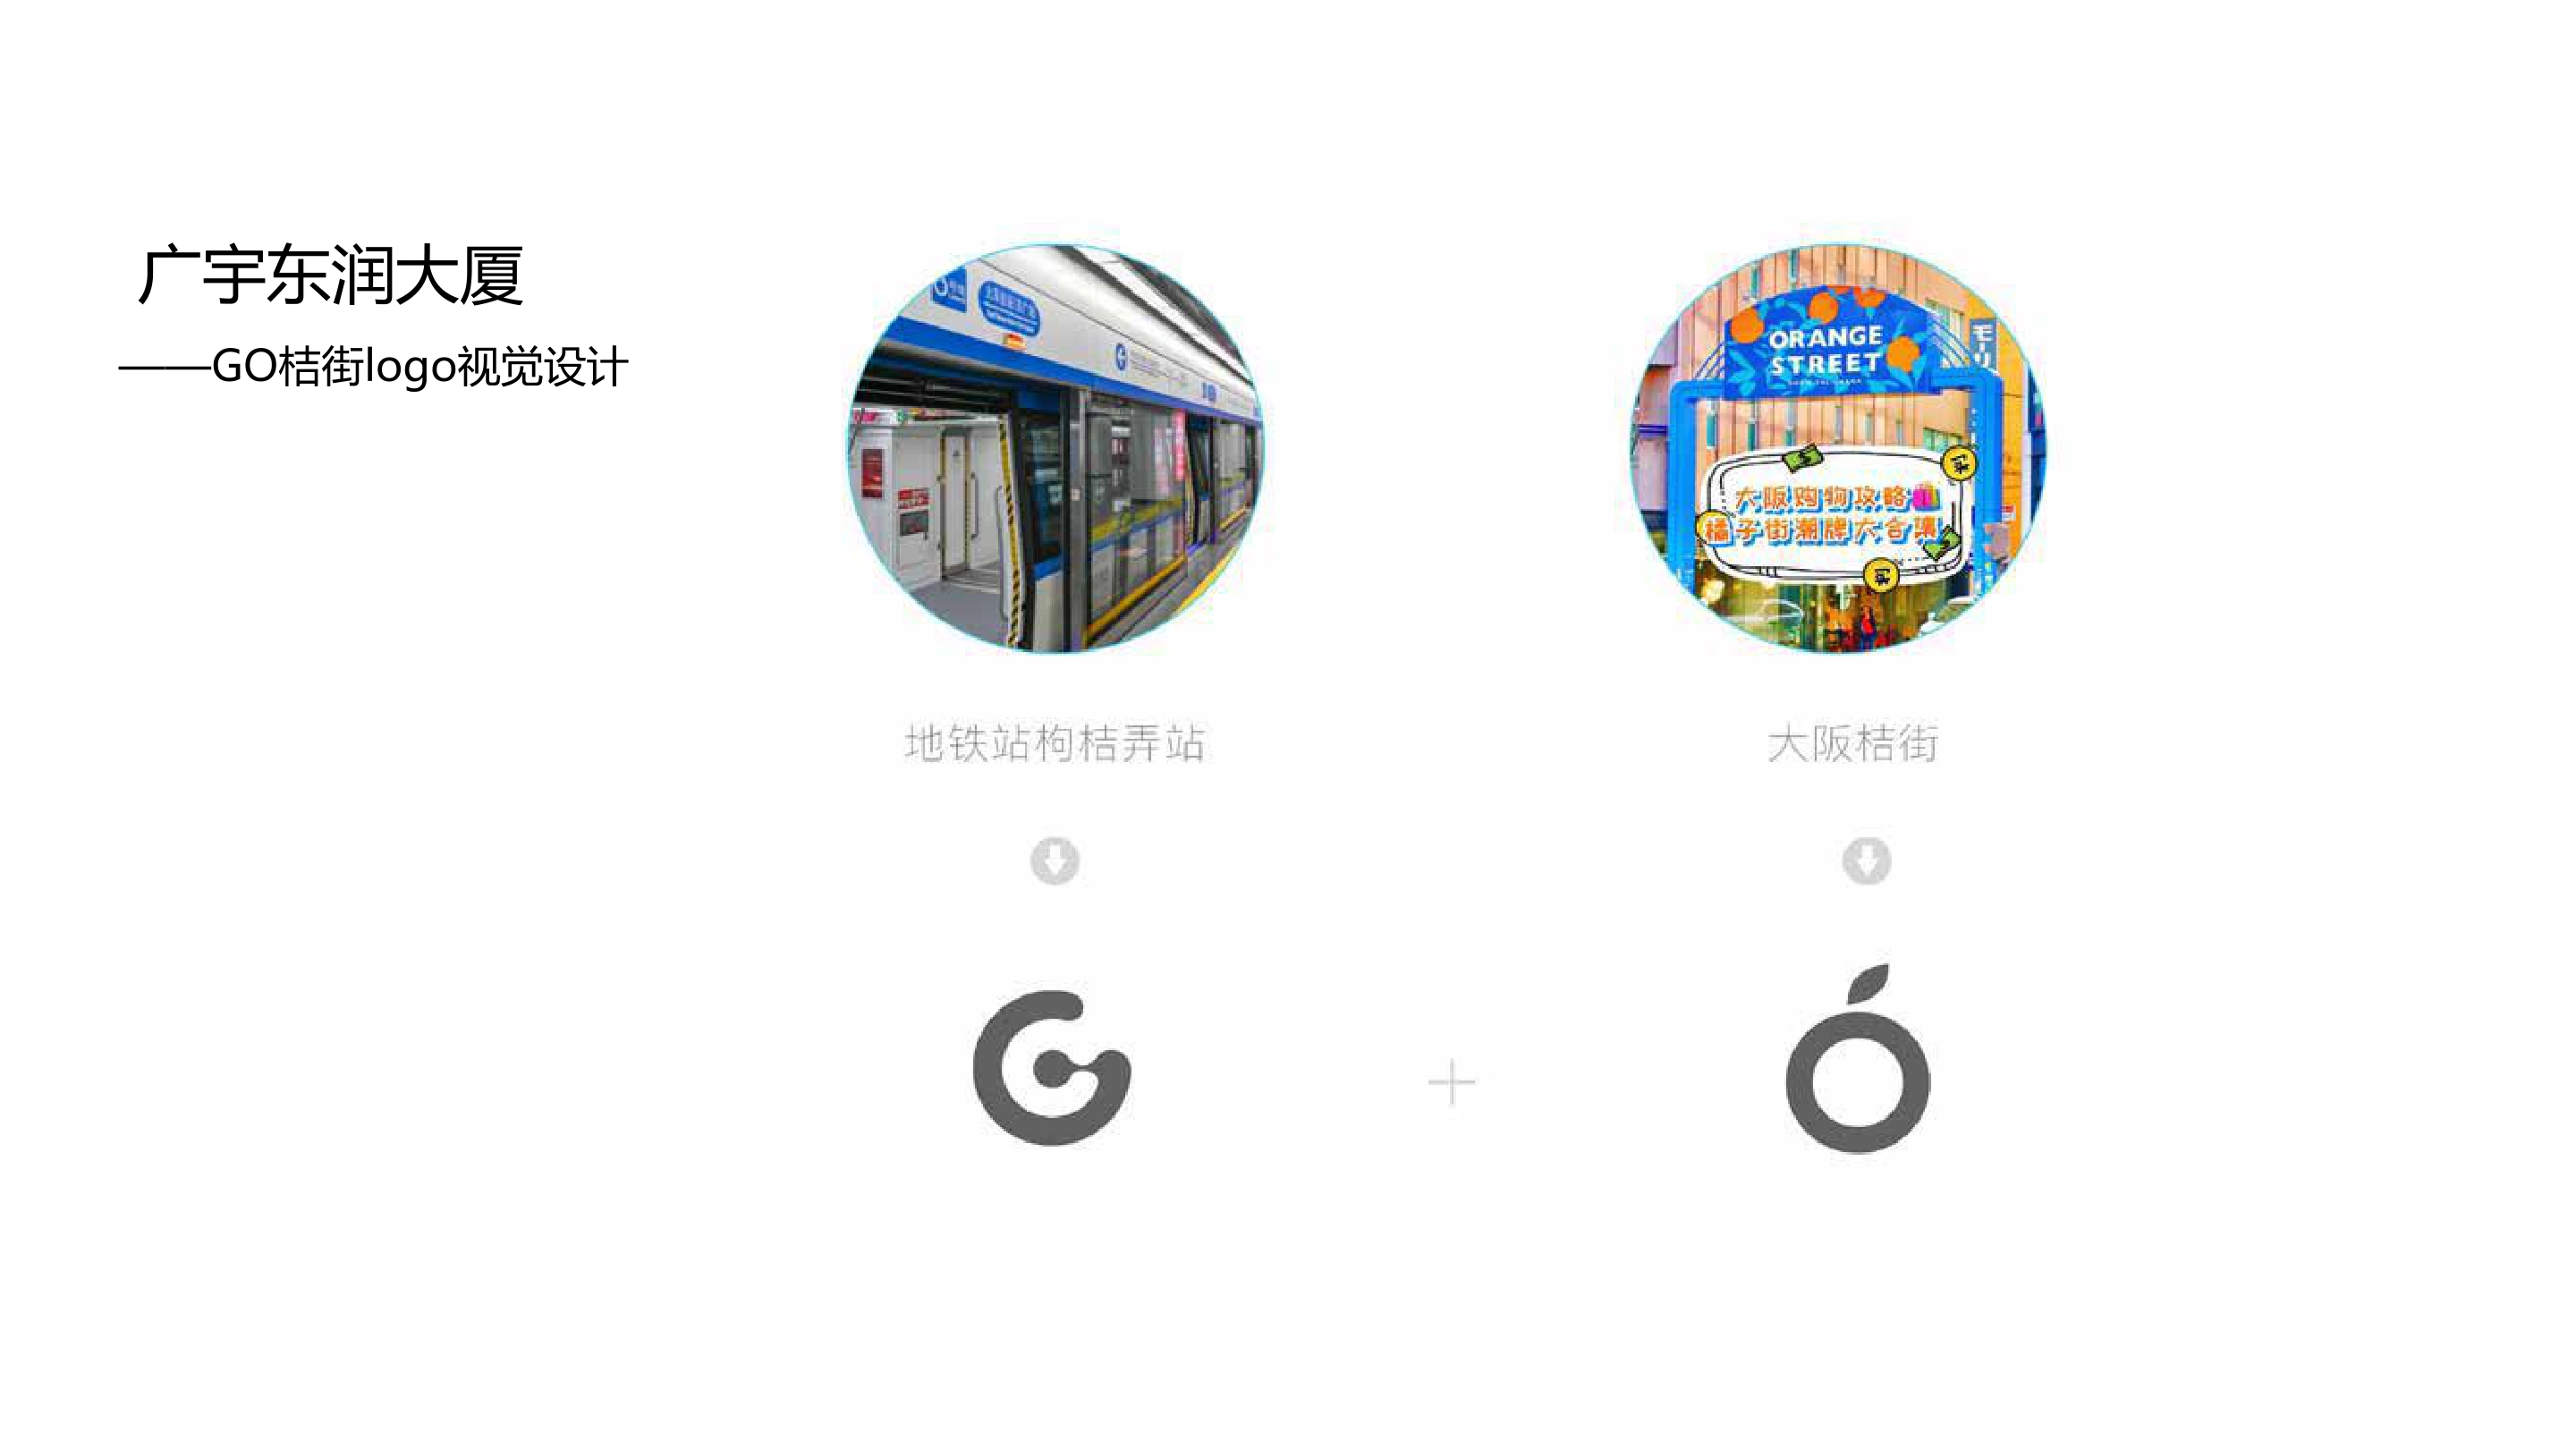 广宇东润大厦
——GO桔街logo视觉设计
ORANGE
STREET
大阪购物攻略
橘子街潮牌大合集
地铁站枸桔弄站
大阪桔街